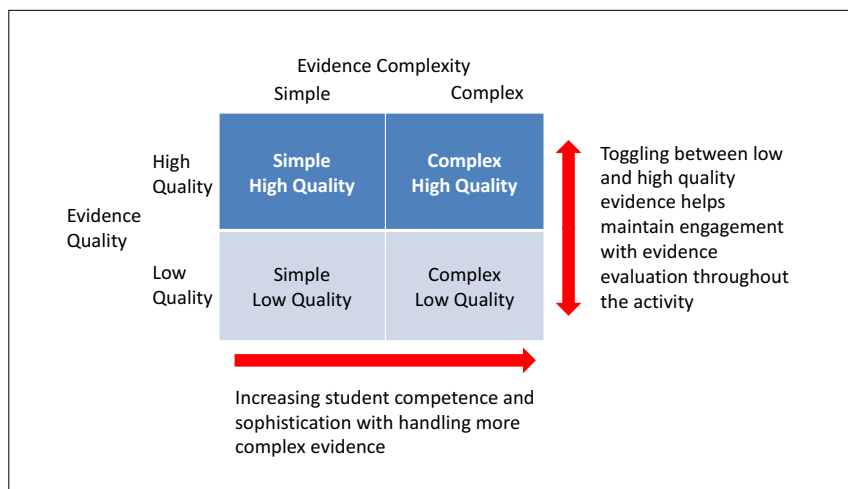 Evidence Complexity
Simple
Complex
High
Quality
Simple
High Quality
Complex
High Quality
Evidence
Quality
Low
Quality
Simple
Low Quality
Complex
Low Quality
Toggling between low
and high quality
evidence helps
maintain engagement
with evidence
evaluation throughout
the activity
Increasing student competence and
sophistication with handling more
complex evidence